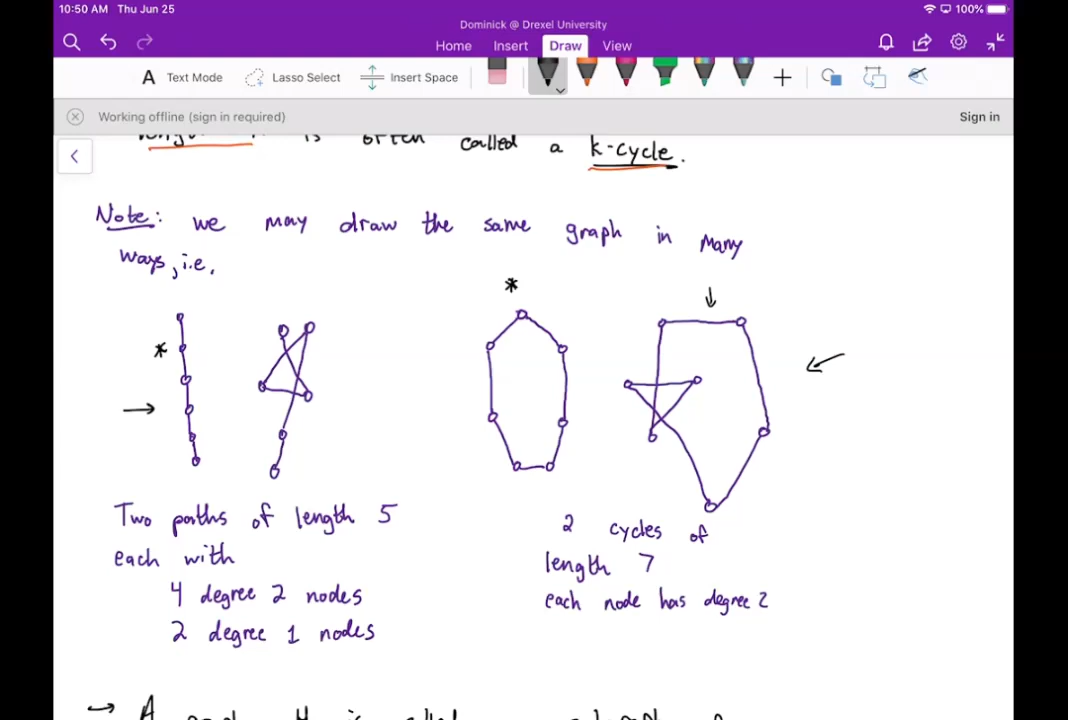 10:50 AM Thu Jun 25
100%
Dominick @ Drexel University
Home Insert Draw View
A Text Mode Lasso Select Insert Space
Working offline (sign in required) Sign in
is often called a k-cycle.
Note: we may draw the same graph in many
ways, i.e.
* *
Two paths of length 5
each with
4 degree 2 nodes
2 degree 1 nodes
2 cycles of
length 7
each node has degree 2
→ A H is called